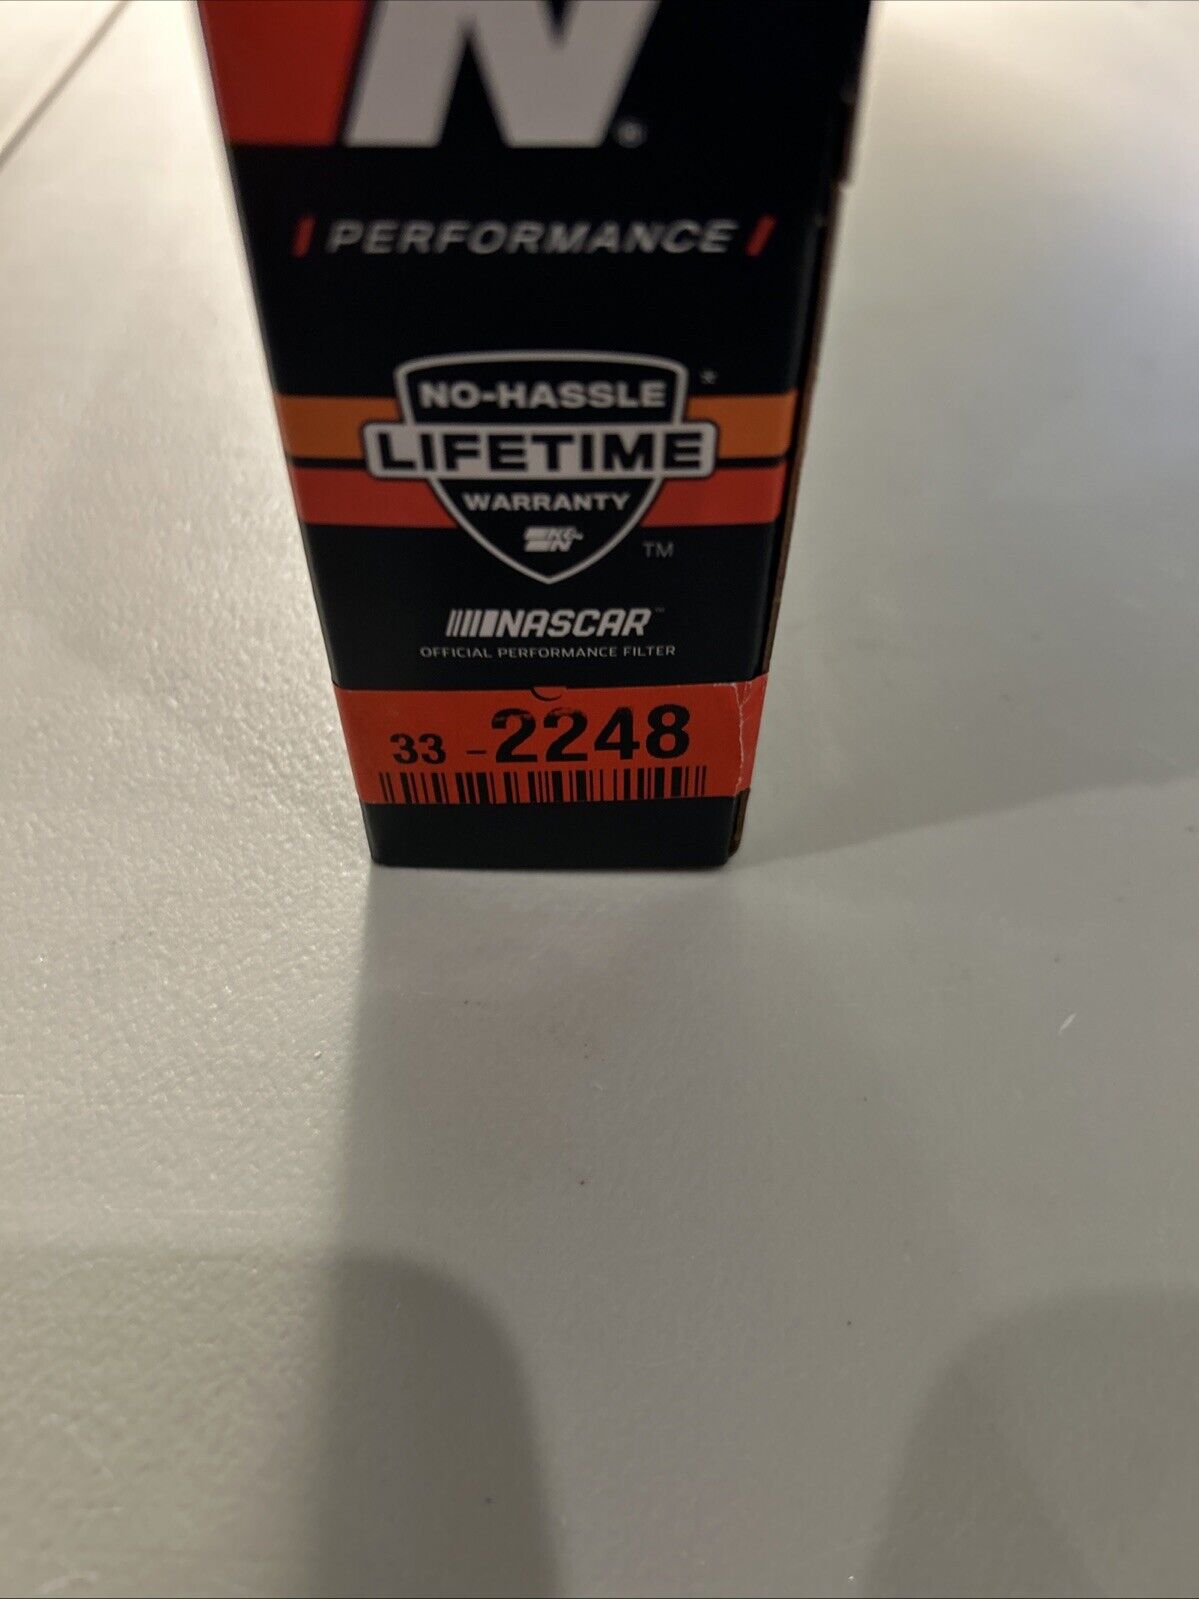 N®
/ PERFORMANCE /
NO-HASSLE
LIFETIME
WARRANTY
K&N
TM
NASCAR
OFFICIAL PERFORMANCE FILTER
33 - 2248